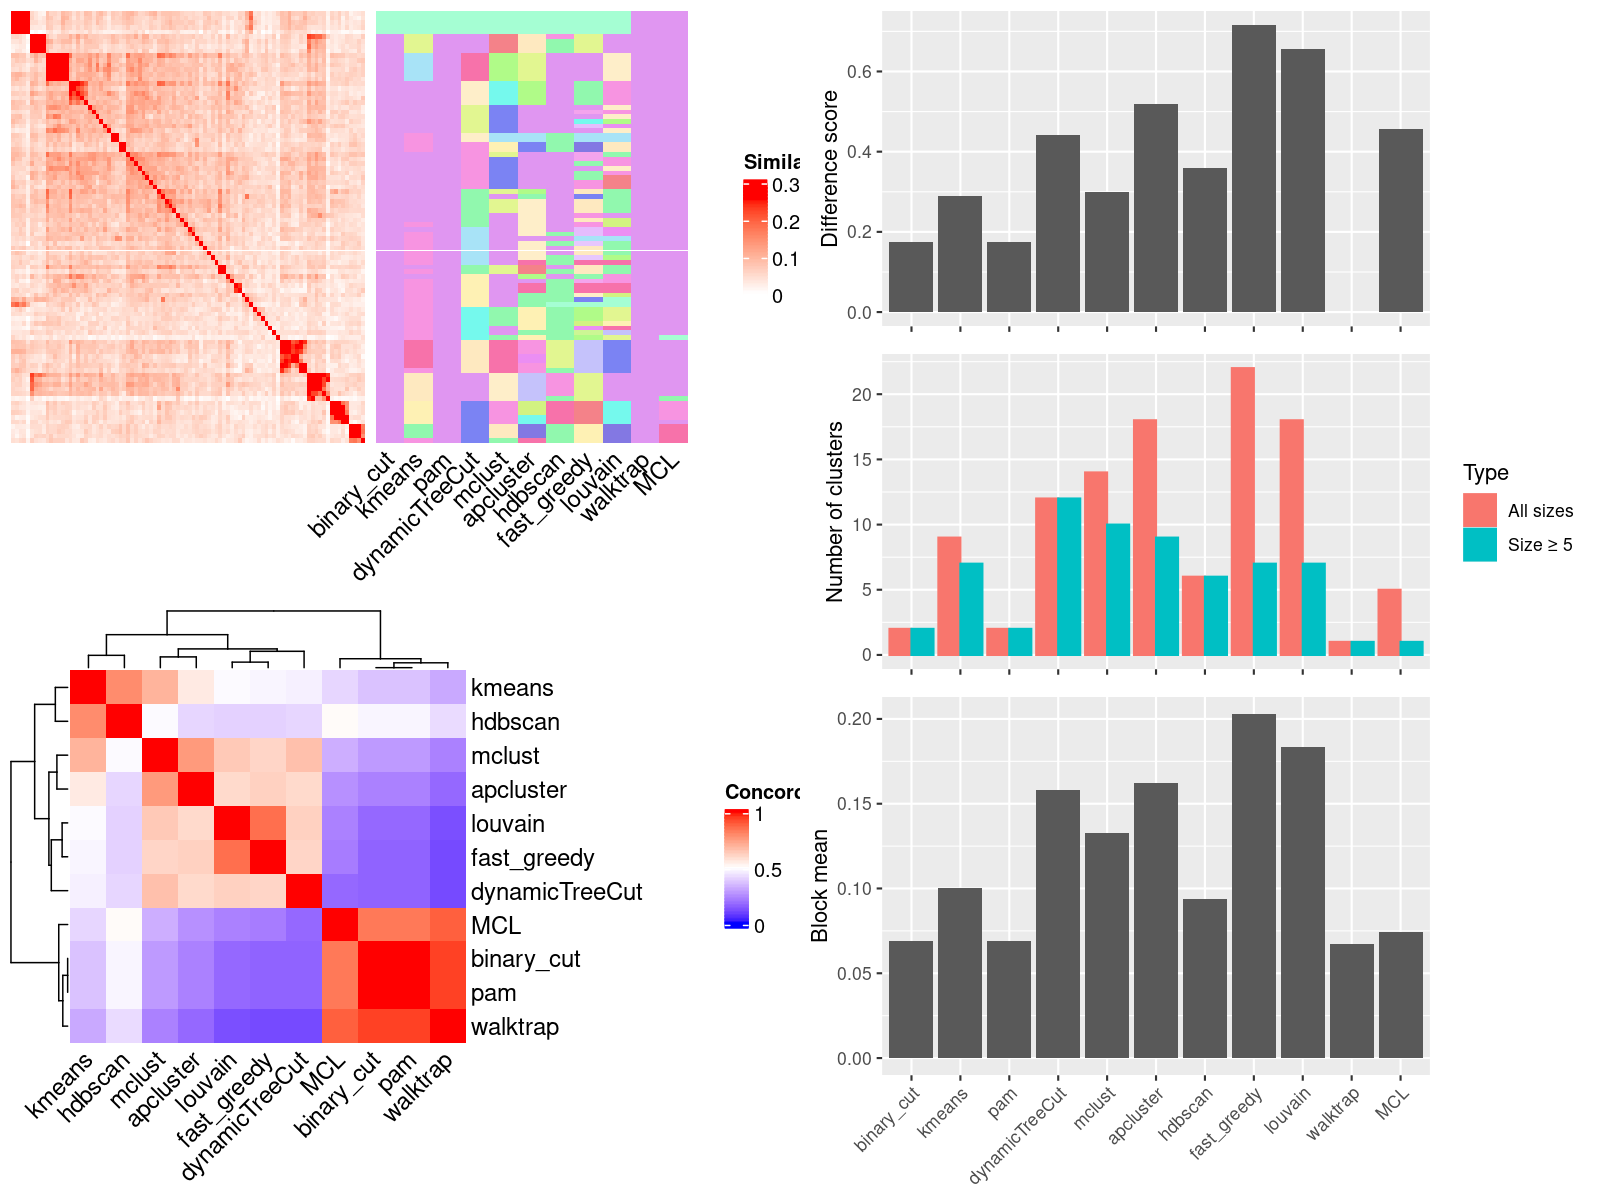 Simila
0.3
0.2
0.1
0
binary_cut
kmeans
pam
dynamicTreeCut
mclust
apcluster
hdbscan
fast_greedy
louvain
walktrap
MCL
kmeans
hdbscan
mclust
apcluster
louvain
fast_greedy
dynamicTreeCut
MCL
binary_cut
pam
walktrap
kmeans
hdbscan
mclust
apcluster
louvain
fast_greedy
dynamicTreeCut
MCL
binary_cut
pam
walktrap
Concord
1
0.5
0
Difference score
0.6
0.4
0.2
0.0
Number of clusters
20
15
10
5
0
Type
All sizes
Size ≥ 5
Block mean
0.20
0.15
0.10
0.05
0.00
binary_cut
kmeans
pam
dynamicTreeCut
mclust
apcluster
hdbscan
fast_greedy
louvain
walktrap
MCL